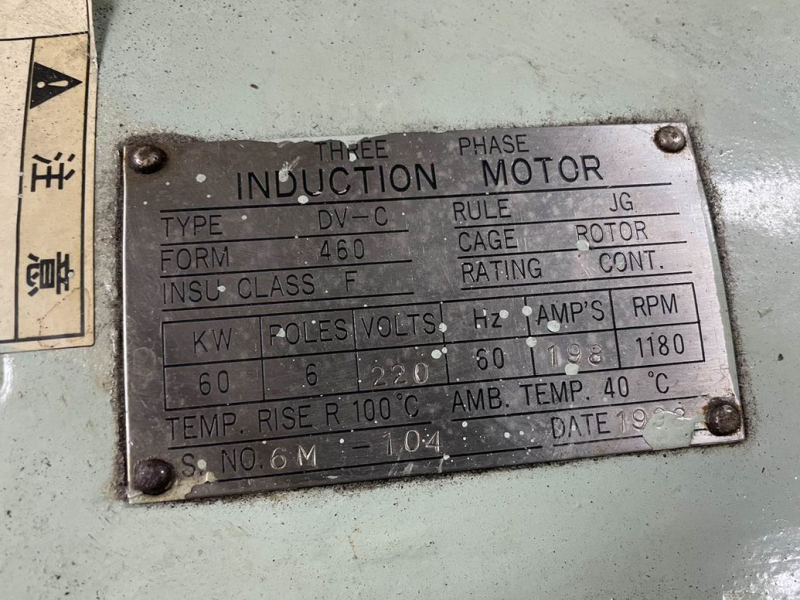 注意
THREE PHASE
INDUCTION MOTOR
TYPE DV-C RULE JG
FORM 460 CAGE ROTOR
INSU CLASS F RATING CONT.
KW POLES VOLTS Hz AMP'S RPM
60 6 220 60 198 1180
TEMP. RISE R 100°C AMB. TEMP. 40 °C
S. NO. 6M - 104 DATE